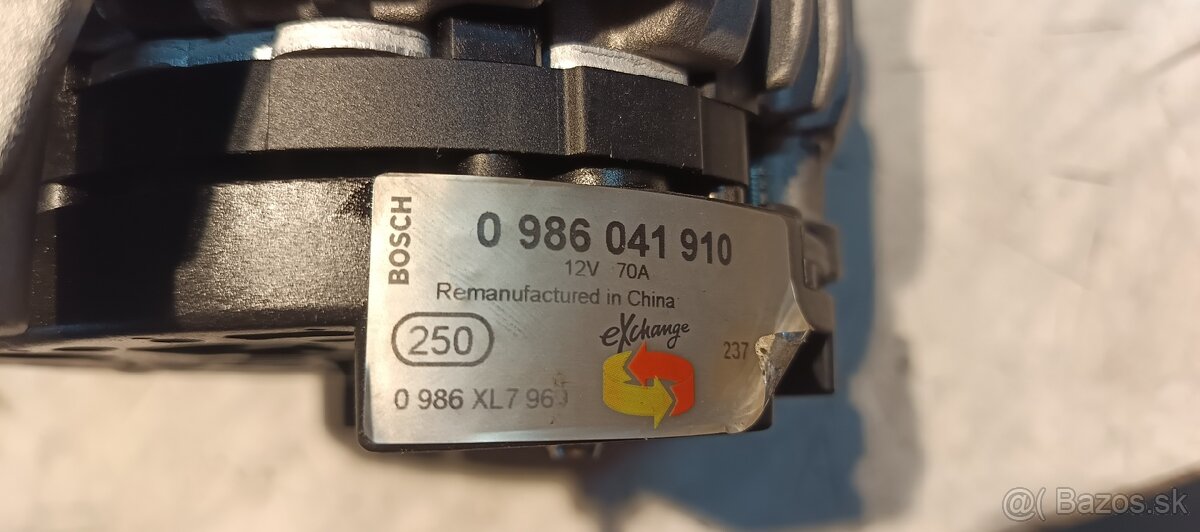 BOSCH
0 986 041 910
12V 70A
Remanufactured in China
eXchange
250
237
0 986 XL7 96
@( Bazos.sk